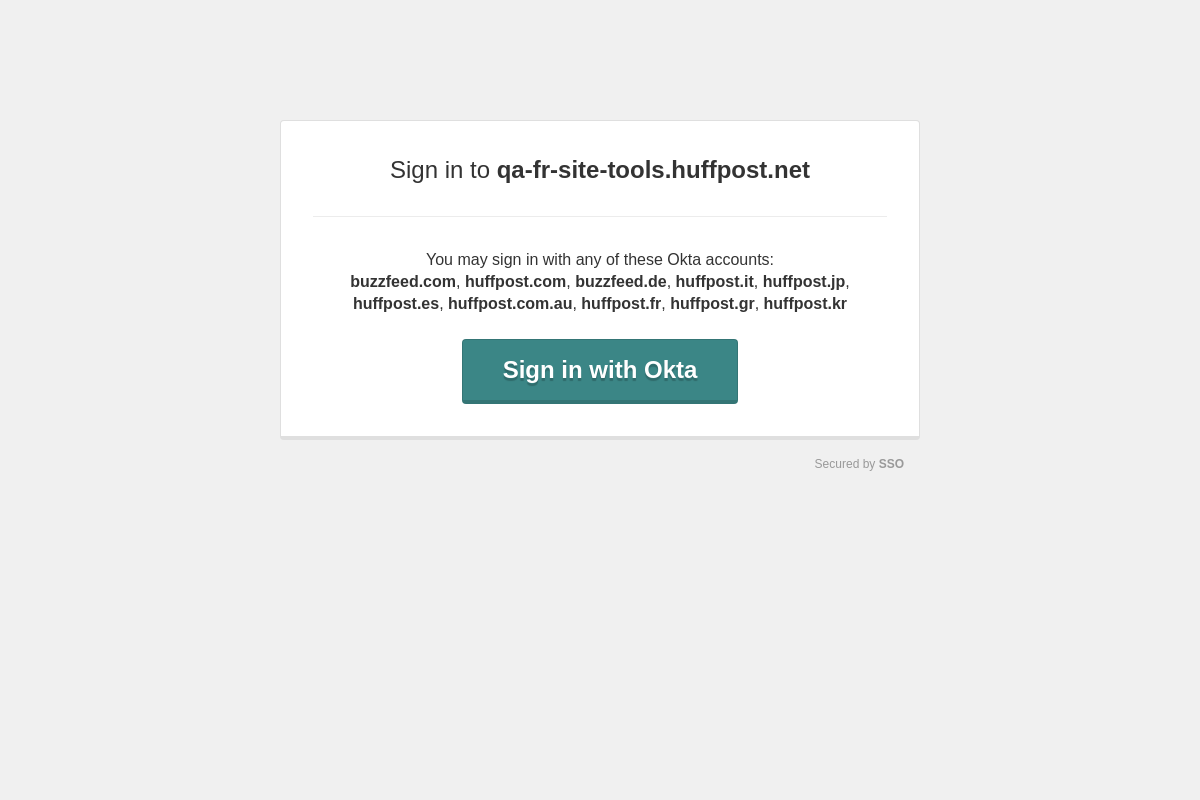 Sign in to qa-fr-site-tools.huffpost.net
You may sign in with any of these Okta accounts:
buzzfeed.com, huffpost.com, buzzfeed.de, huffpost.it, huffpost.jp,
huffpost.es, huffpost.com.au, huffpost.fr, huffpost.gr, huffpost.kr
Sign in with Okta
Secured by SSO